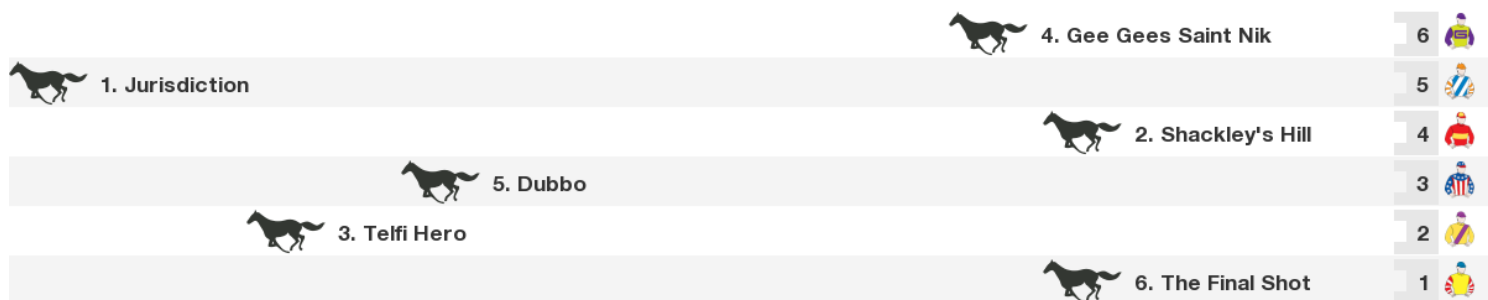 4. Gee Gees Saint Nik 6
1. Jurisdiction 5
2. Shackley's Hill 4
5. Dubbo 3
3. Telfi Hero 2
6. The Final Shot 1